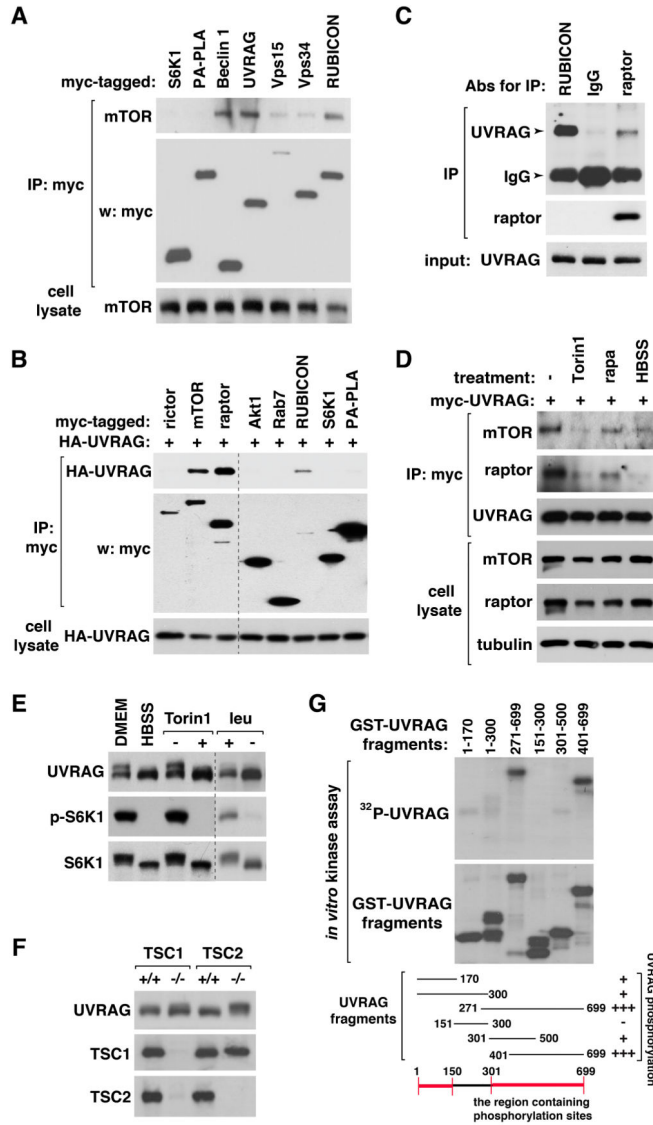 A
myc-tagged:
S6K1
PA-PLA
Beclin 1
UVRAG
Vps15
Vps34
RUBICON
mTOR
IP: myc
w: myc
cell
lysate
mTOR
B
myc-tagged:
rictor
mTOR
raptor
Akt1
Rab7
RUBICON
S6K1
PA-PLA
HA-UVRAG: + + + + + + + +
HA-UVRAG
IP:
myc
w: myc
cell
lysate
HA-UVRAG
C
Abs for IP:
RUBICON
IgG
raptor
UVRAG
IP
IgG
raptor
input: UVRAG
D
treatment:
-
Torin1
rapa
HBSS
myc-UVRAG: + + + +
mTOR
IP: myc
raptor
UVRAG
mTOR
cell
lysate
raptor
tubulin
E
DMEM
HBSS
Torin1 leu
- + + -
UVRAG
p-S6K1
S6K1
F
TSC1 TSC2
+/+ -/- +/+ -/-
UVRAG
TSC1
TSC2
G
GST-UVRAG
fragments:
1-170
1-300
271-699
151-300
301-500
401-699
in vitro kinase assay
32P-UVRAG
GST-UVRAG
fragments
UVRAG
fragments
170 +
300 +
271 699 +++
151 300 -
301 500 +
401 699 +++
UVRAG phosphorylation
1 150 301 699
the region containing
phosphorylation sites